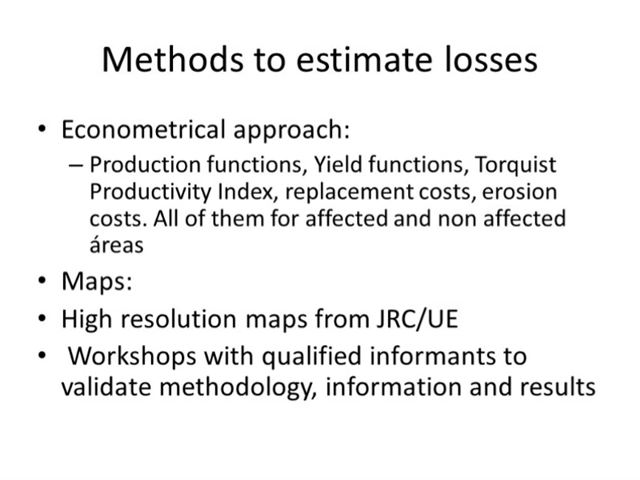 Methods to estimate losses
• Econometrical approach:
– Production functions, Yield functions, Torquist
Productivity Index, replacement costs, erosion
costs. All of them for affected and non affected
áreas
• Maps:
• High resolution maps from JRC/UE
• Workshops with qualified informants to
validate methodology, information and results